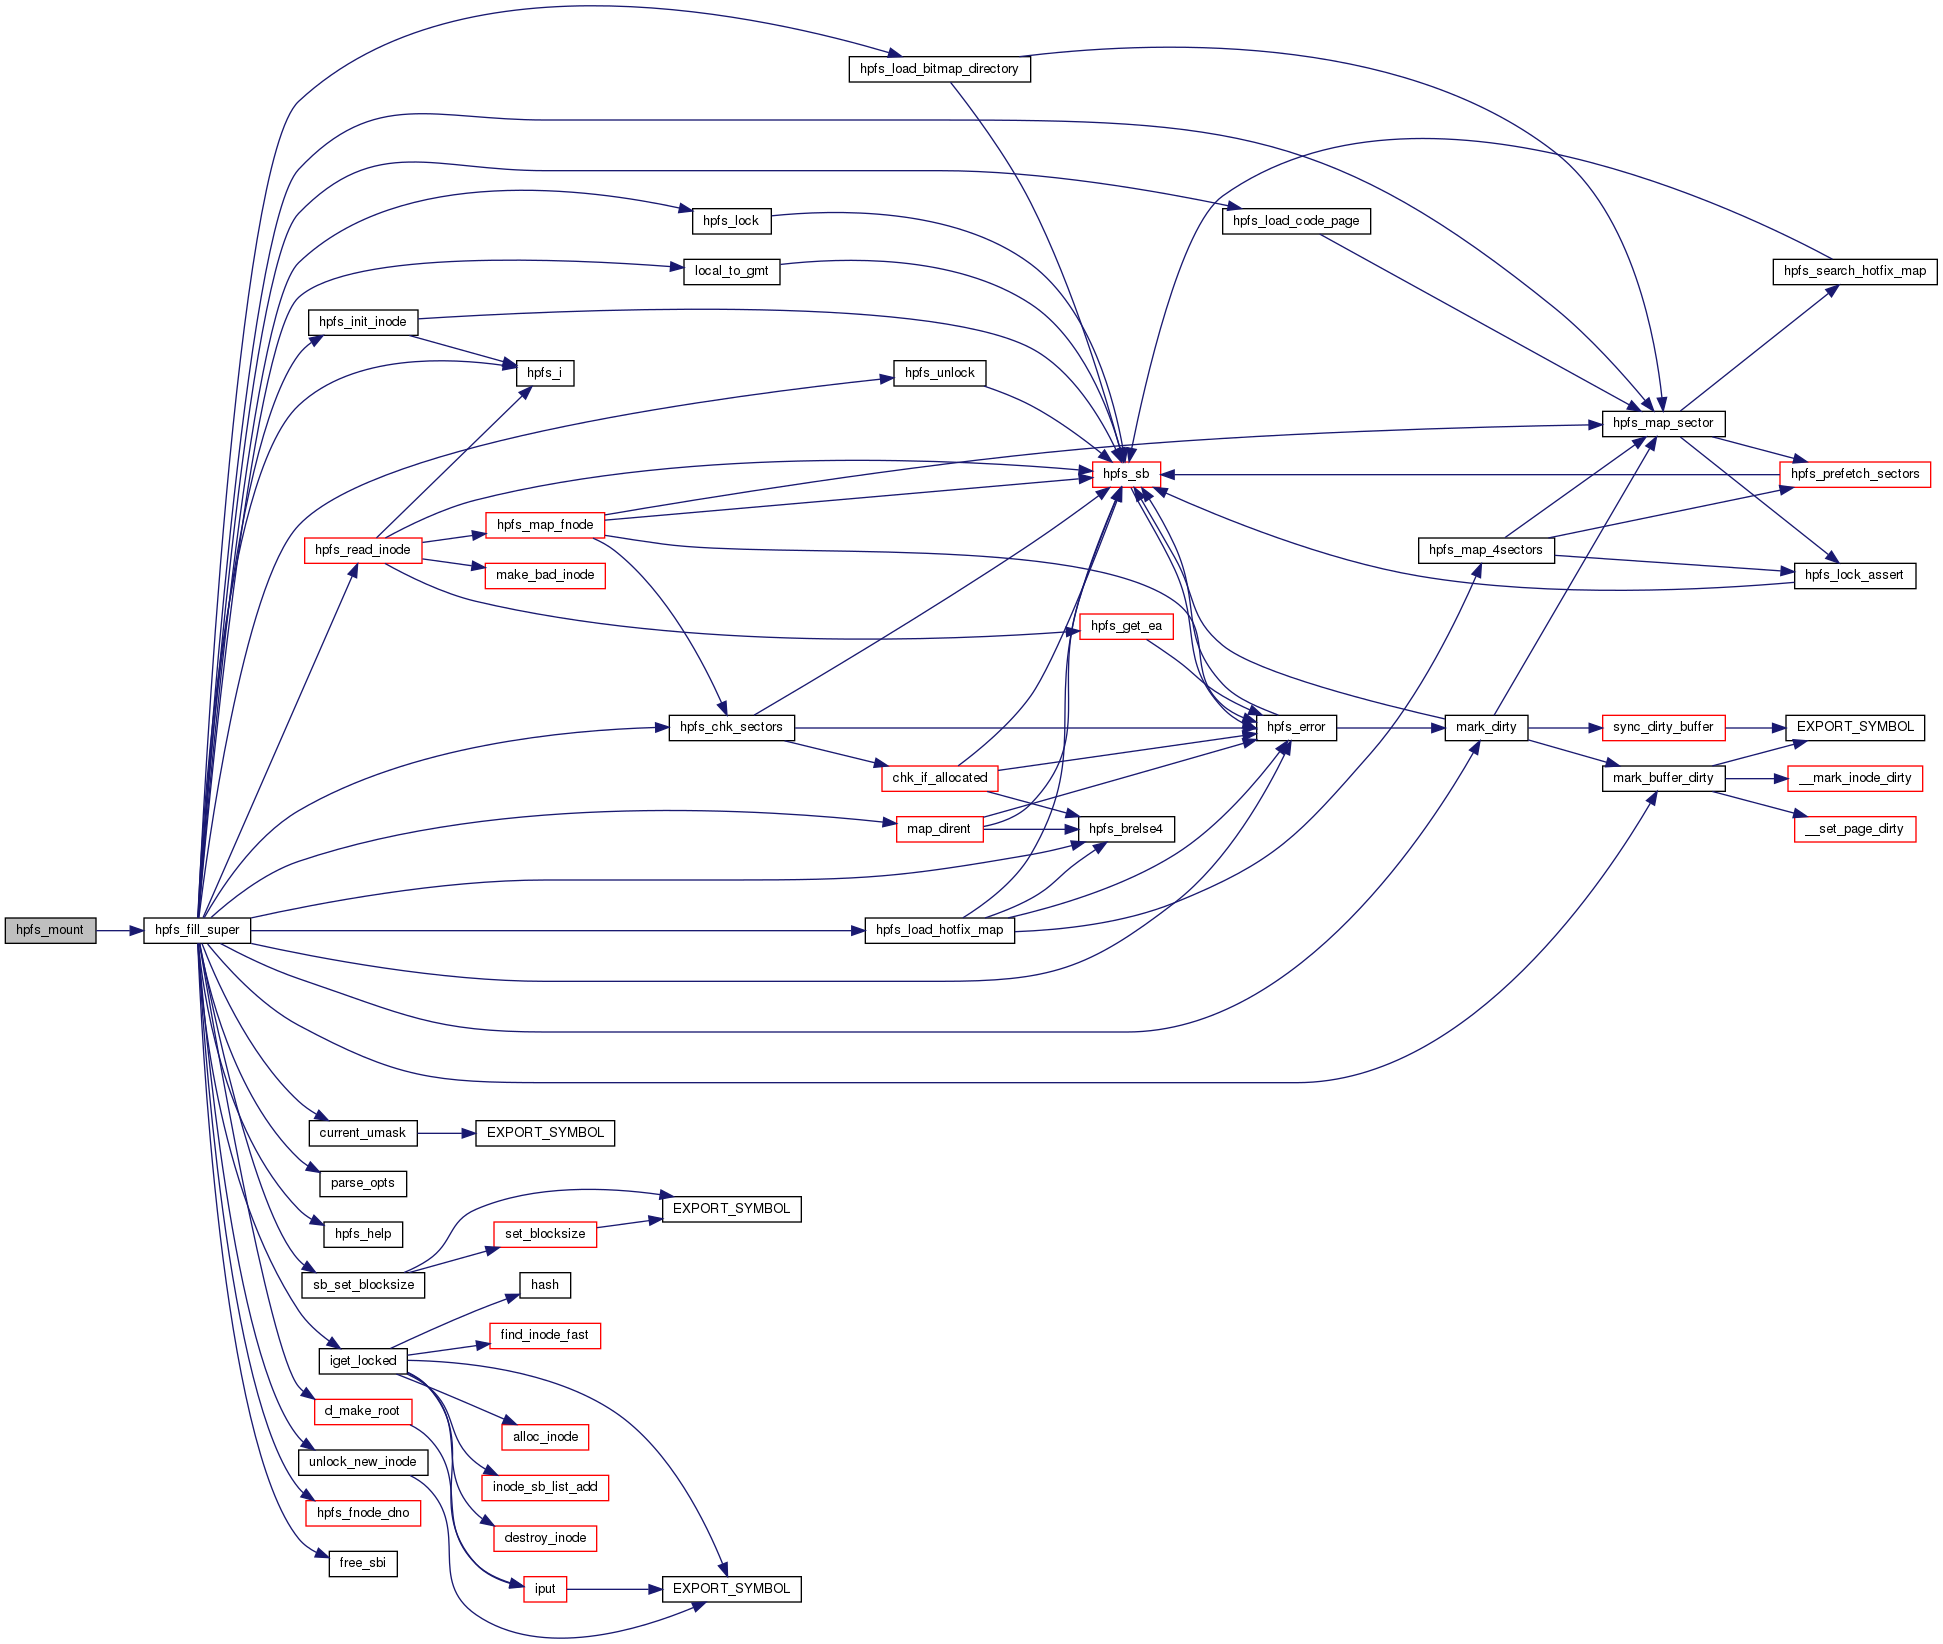 hpfs_load_bitmap_directory
hpfs_lock
hpfs_load_code_page
local_to_gmt
hpfs_search_hotfix_map
hpfs_init_inode
hpfs_i
hpfs_unlock
hpfs_map_sector
hpfs_sb
hpfs_prefetch_sectors
hpfs_map_fnode
hpfs_read_inode
hpfs_map_4sectors
make_bad_inode
hpfs_lock_assert
hpfs_get_ea
hpfs_chk_sectors
hpfs_error
mark_dirty
sync_dirty_buffer
EXPORT_SYMBOL
chk_if_allocated
mark_buffer_dirty
__mark_inode_dirty
map_dirent
hpfs_brelse4
__set_page_dirty
hpfs_mount
hpfs_fill_super
hpfs_load_hotfix_map
current_umask
EXPORT_SYMBOL
parse_opts
EXPORT_SYMBOL
hpfs_help
set_blocksize
sb_set_blocksize
hash
find_inode_fast
iget_locked
d_make_root
alloc_inode
unlock_new_inode
inode_sb_list_add
hpfs_fnode_dno
destroy_inode
free_sbi
iput
EXPORT_SYMBOL